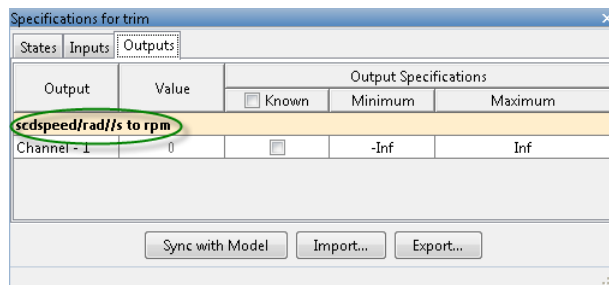 Specifications for trim
States Inputs Outputs
Output Value Output Specifications
Known Minimum Maximum
scdspeed/rad//s to rpm
Channel - 1 0 -Inf Inf
Sync with Model Import... Export...